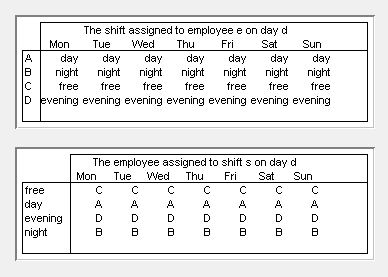 The shift assigned to employee e on day d
Mon Tue Wed Thu Fri Sat Sun
A day day day day day day day
B night night night night night night night
C free free free free free free free
D evening evening evening evening evening evening evening
The employee assigned to shift s on day d
Mon Tue Wed Thu Fri Sat Sun
free C C C C C C C
day A A A A A A A
evening D D D D D D D
night B B B B B B B